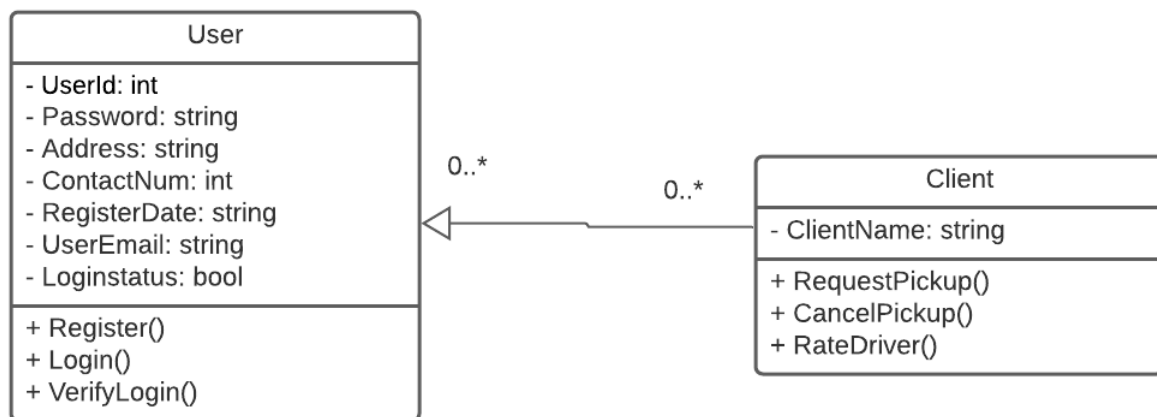 User
- UserId: int
- Password: string
- Address: string
- ContactNum: int
- RegisterDate: string
- UserEmail: string
- Loginstatus: bool
+ Register()
+ Login()
+ VerifyLogin()
0..*
0..*
Client
- ClientName: string
+ RequestPickup()
+ CancelPickup()
+ RateDriver()